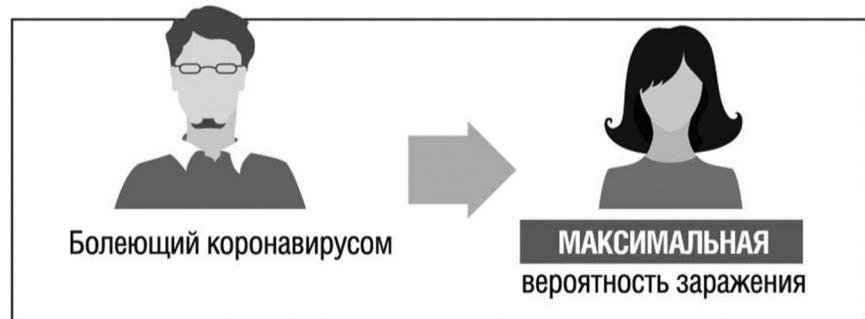 Болеющий коронавирусом
МАКСИМАЛЬНАЯ
вероятность заражения